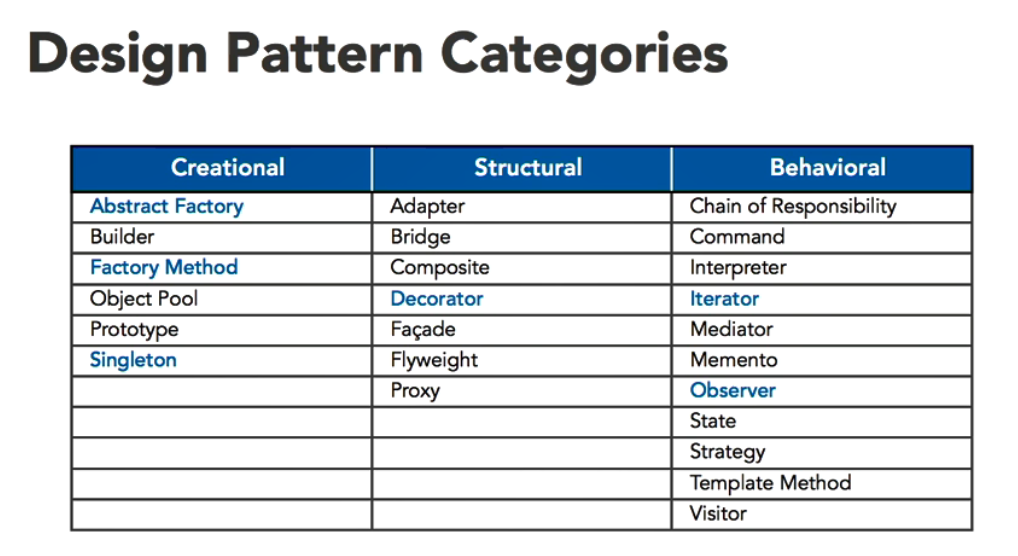 Design Pattern Categories
Creational Structural Behavioral
Abstract Factory Adapter Chain of Responsibility
Builder Bridge Command
Factory Method Composite Interpreter
Object Pool Decorator Iterator
Prototype Façade Mediator
Singleton Flyweight Memento
Proxy Observer
State
Strategy
Template Method
Visitor